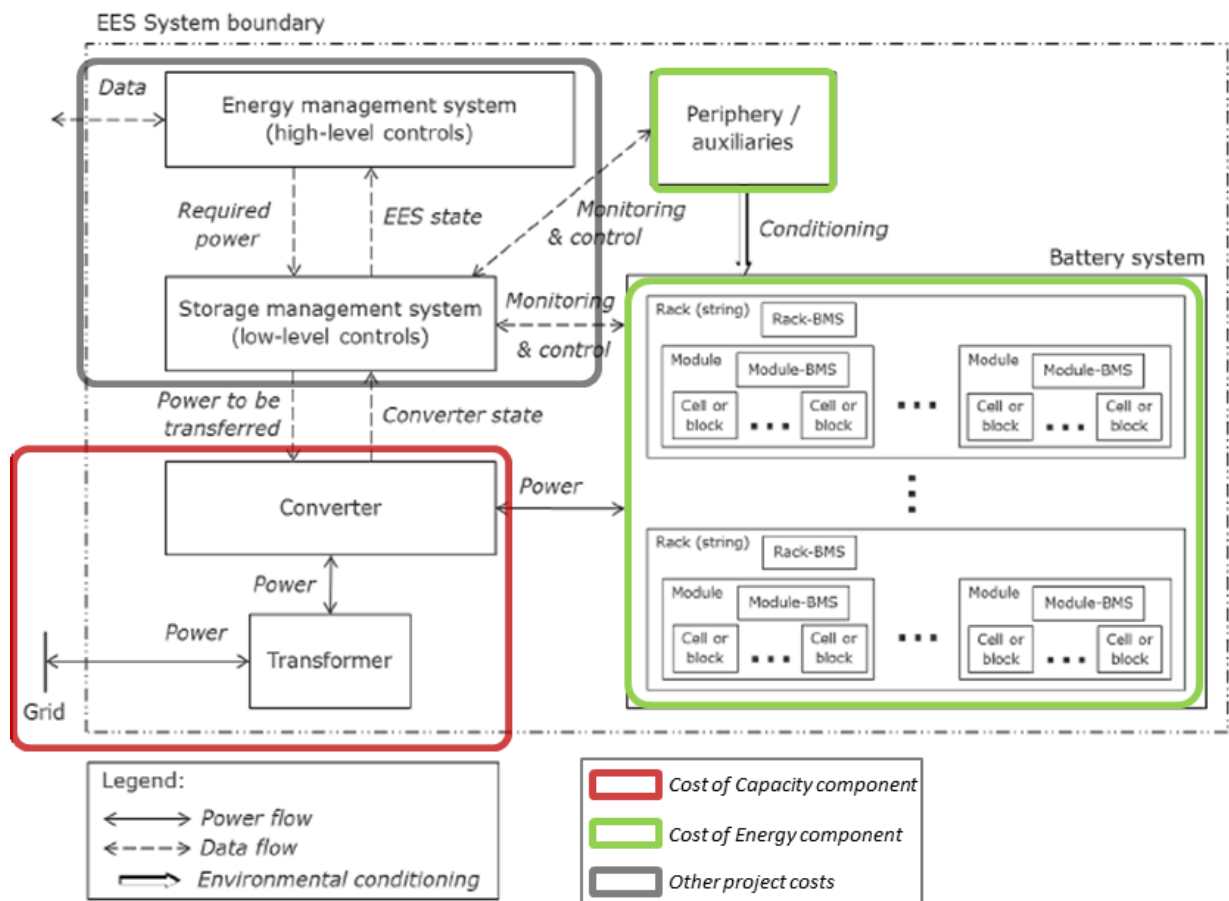 EES System boundary
Data
Energy management system
(high-level controls)
Periphery /
auxiliaries
Required
power
EES state
Monitoring
& control
Conditioning
Battery system
Storage management system
(low-level controls)
Monitoring
& control
Rack (string)
Rack-BMS
Module
Module-BMS
Cell or
block
...
Cell or
block
...
Module
Module-BMS
Cell or
block
...
Cell or
block
Power to be
transferred
Converter state
Converter
Power
Rack (string)
Rack-BMS
Module
Module-BMS
Cell or
block
...
Cell or
block
...
Module
Module-BMS
Cell or
block
...
Cell or
block
Power
Power
Transformer
Grid
Legend:
Power flow
Data flow
Environmental conditioning
Cost of Capacity component
Cost of Energy component
Other project costs